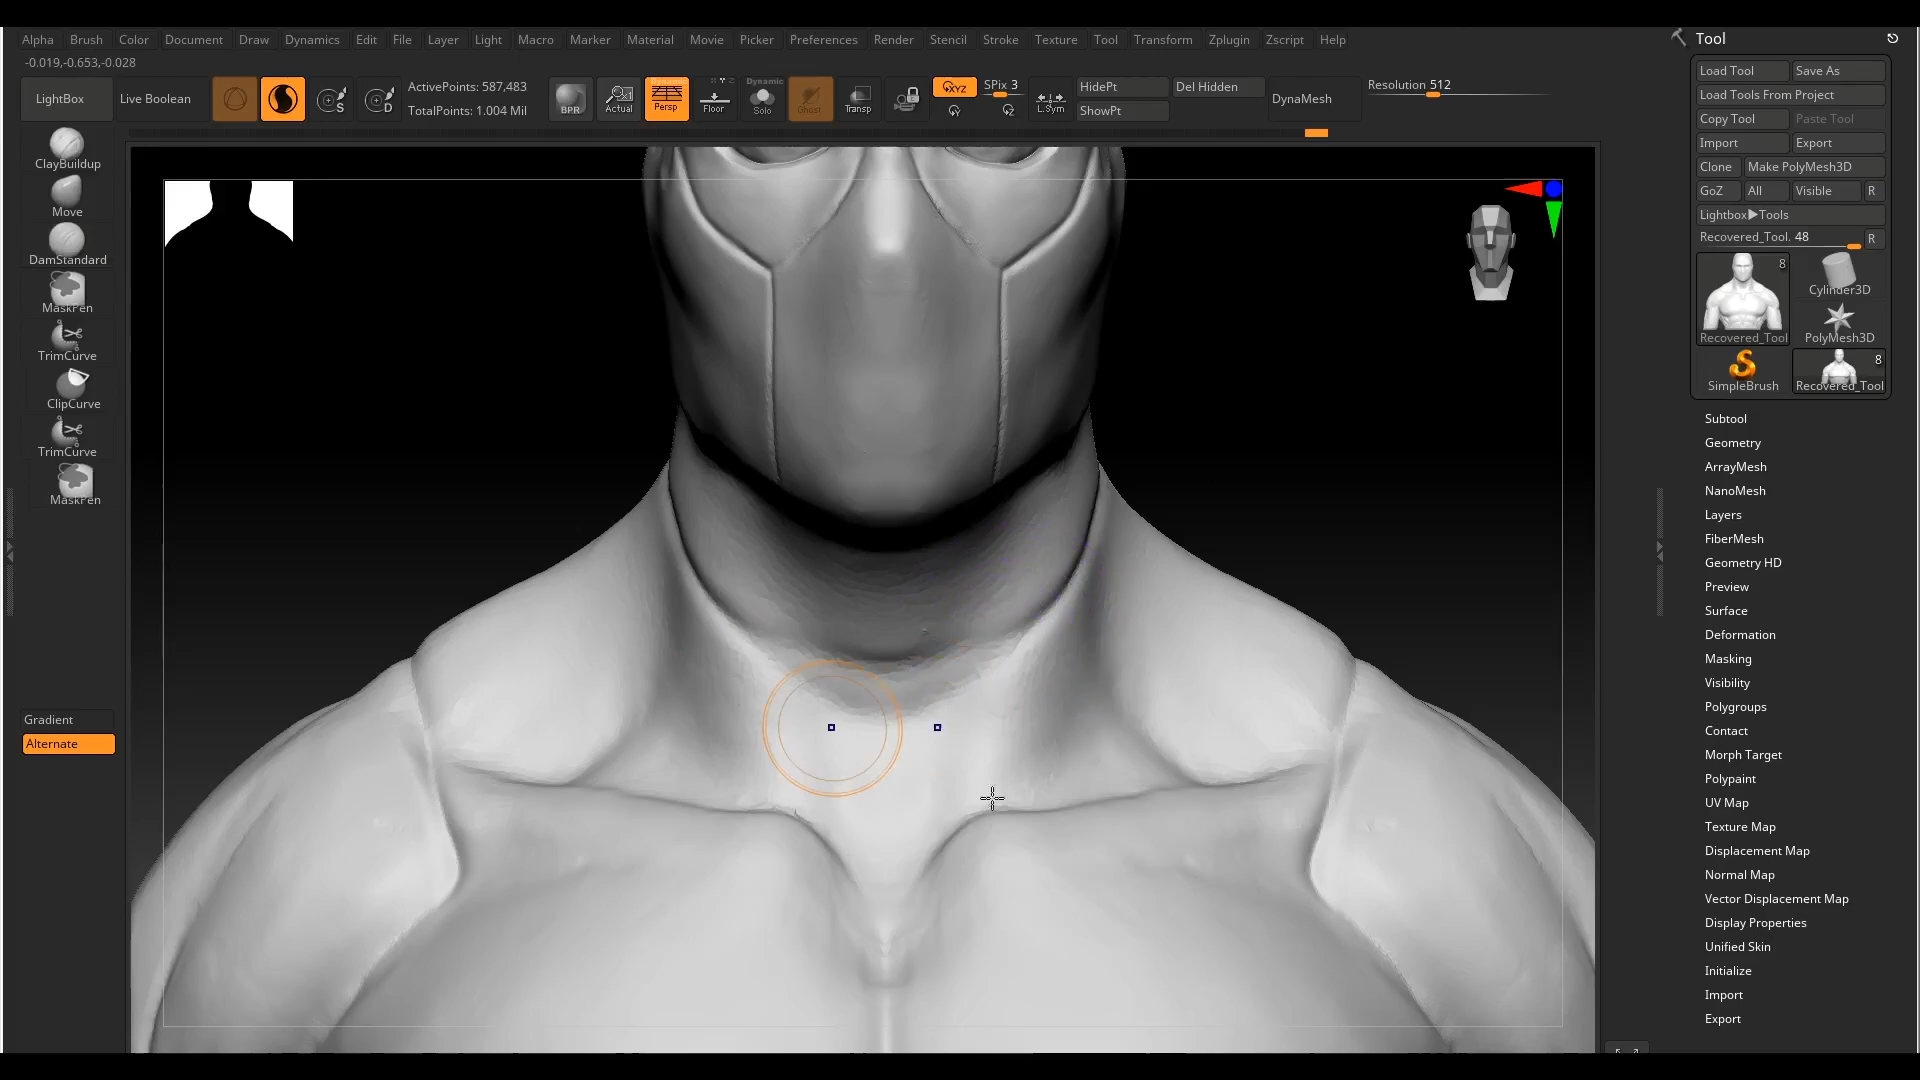 Alpha Brush Color Document Draw Dynamics Edit File Layer Light Macro Marker Material Movie Picker Preferences Render Stencil Stroke Texture Tool Transform Zplugin Zscript Help
Tool
-0.019,-0.653,-0.028
LightBox
Live Boolean
S
D
ActivePoints: 587,483
TotalPoints: 1.004 Mil
BPR
Actual
Dynamic
Persp
Floor
Dynamic
Solo
Ghost
Transp
XYZ
SPix 3
L.Sym
HidePt
ShowPt
Del Hidden
DynaMesh
Resolution 512
ClayBuildup
Move
DamStandard
MaskPen
TrimCurve
ClipCurve
TrimCurve
MaskPen
Gradient
Alternate
Load Tool Save As
Load Tools From Project
Copy Tool Paste Tool
Import Export
Clone Make PolyMesh3D
GoZ All Visible R
Lightbox▶Tools
Recovered_Tool. 48 R
8
Recovered_Tool
Cylinder3D
PolyMesh3D
SimpleBrush
8
Recovered_Tool
Subtool
Geometry
ArrayMesh
NanoMesh
Layers
FiberMesh
Geometry HD
Preview
Surface
Deformation
Masking
Visibility
Polygroups
Contact
Morph Target
Polypaint
UV Map
Texture Map
Displacement Map
Normal Map
Vector Displacement Map
Display Properties
Unified Skin
Initialize
Import
Export